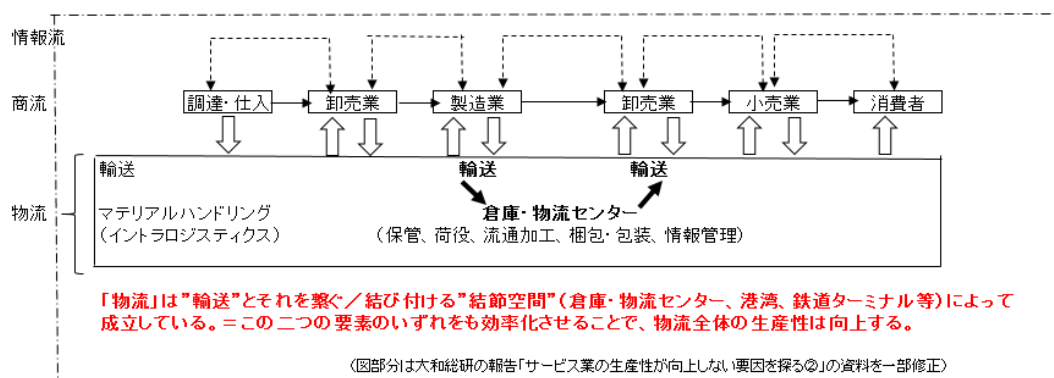 情報流
商流
調達・仕入
卸売業
製造業
卸売業
小売業
消費者
輸送
輸送
輸送
物流
マテリアルハンドリング
(イントラロジスティクス)
倉庫・物流センター
(保管、荷役、流通加工、梱包・包装、情報管理)
「物流」は”輸送”とそれを繋ぐ／結び付ける”結節空間”(倉庫・物流センター、港湾、鉄道ターミナル等)によって
成立している。＝この二つの要素のいずれをも効率化させることで、物流全体の生産性は向上する。
(図部分は大和総研の報告「サービス業の生産性が向上しない要因を探る②」の資料を一部修正)